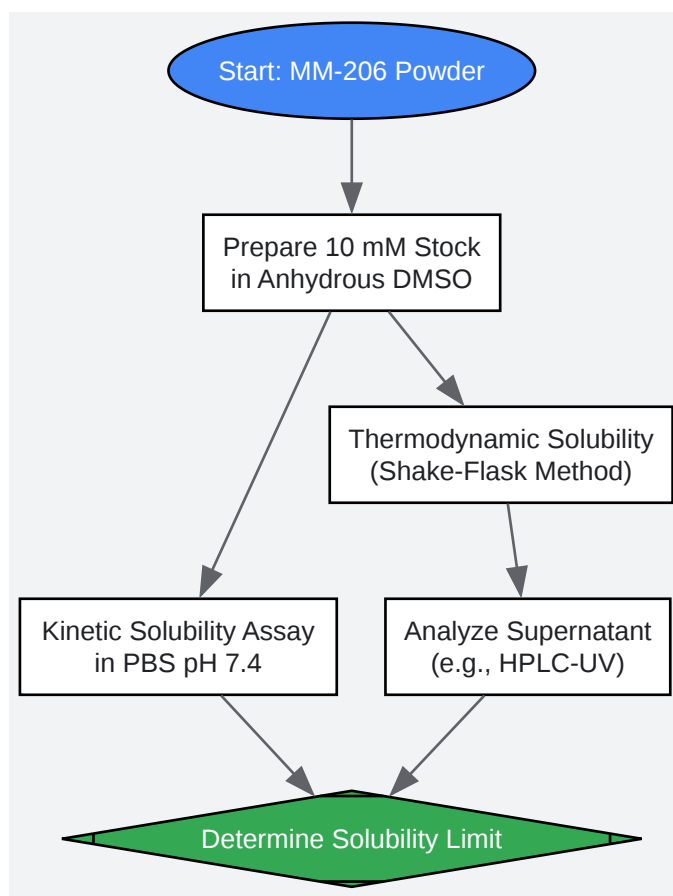 Start: MM-206 Powder
Prepare 10 mM Stock
in Anhydrous DMSO
Thermodynamic Solubility
(Shake-Flask Method)
Kinetic Solubility Assay
in PBS pH 7.4
Analyze Supernatant
(e.g., HPLC-UV)
Determine Solubility Limit